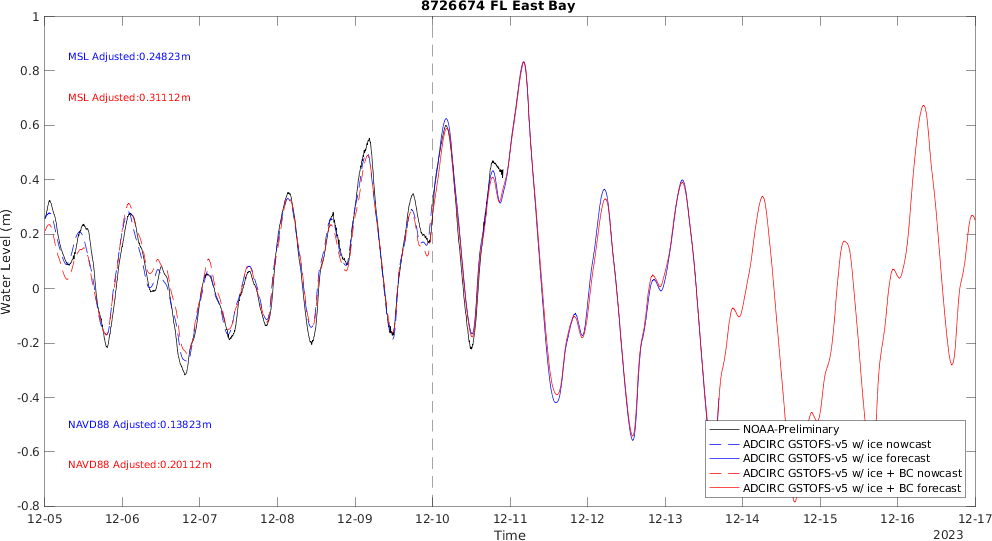 8726674 FL East Bay
MSL Adjusted:0.24823m
MSL Adjusted:0.31112m
NAVD88 Adjusted:0.13823m
NAVD88 Adjusted:0.20112m
Water Level (m)
1
0.8
0.6
0.4
0.2
0
-0.2
-0.4
-0.6
-0.8
NOAA-Preliminary
ADCIRC GSTOFS-v5 w/ ice nowcast
ADCIRC GSTOFS-v5 w/ ice forecast
ADCIRC GSTOFS-v5 w/ ice + BC nowcast
ADCIRC GSTOFS-v5 w/ ice + BC forecast
12-05 12-06 12-07 12-08 12-09 12-10 12-11 12-12 12-13 12-14 12-15 12-16 12-17
Time
2023